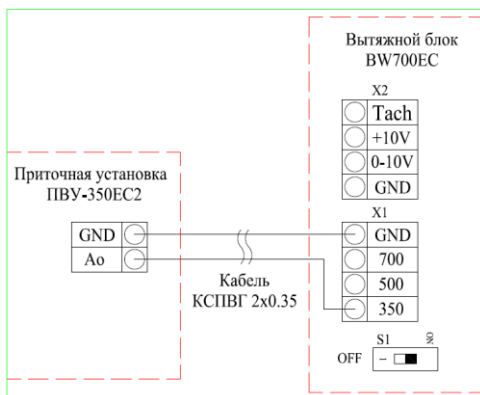 Вытяжной блок
BW700EC
X2
Tach
+10V
0-10V
GND
Приточная установка
ПВУ-350EC2
GND
Ao
X1
GND
700
500
350
Кабель
КСПВГ 2x0.35
S1
ON
OFF